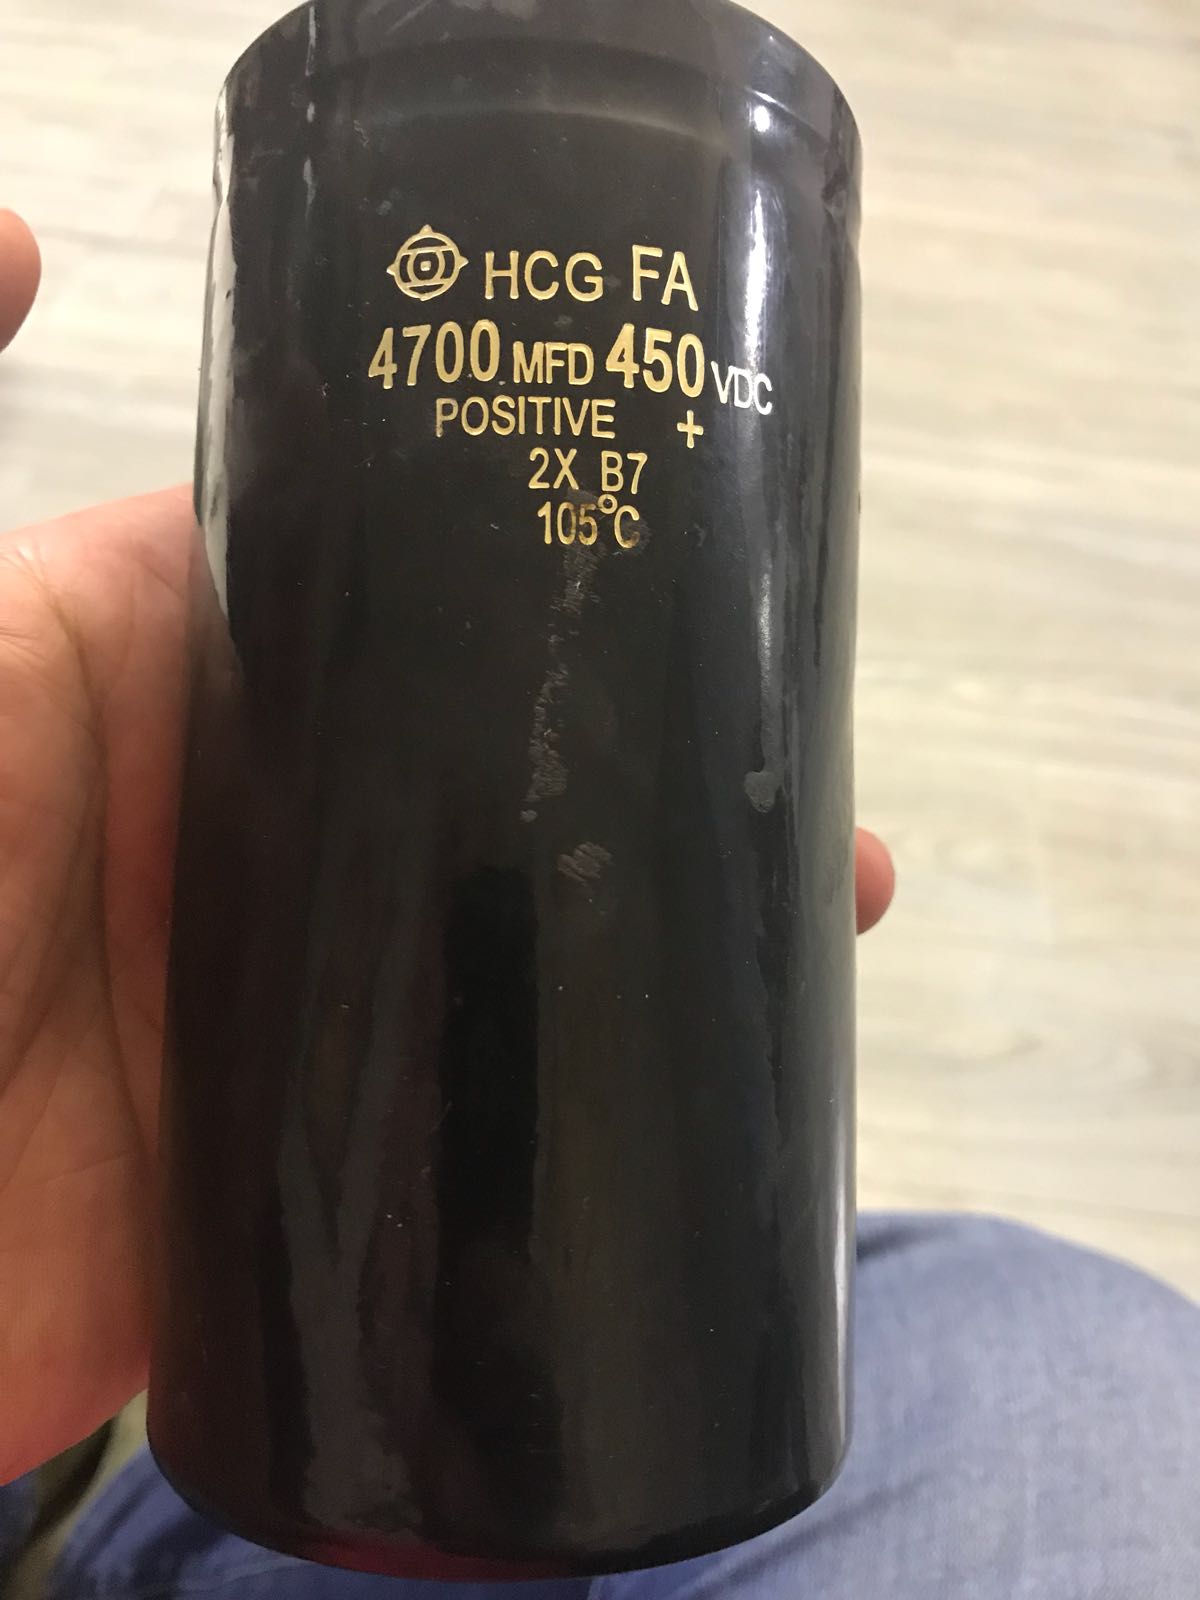 HCG FA
4700 MFD 450 VDC
POSITIVE +
2X B7
105°C